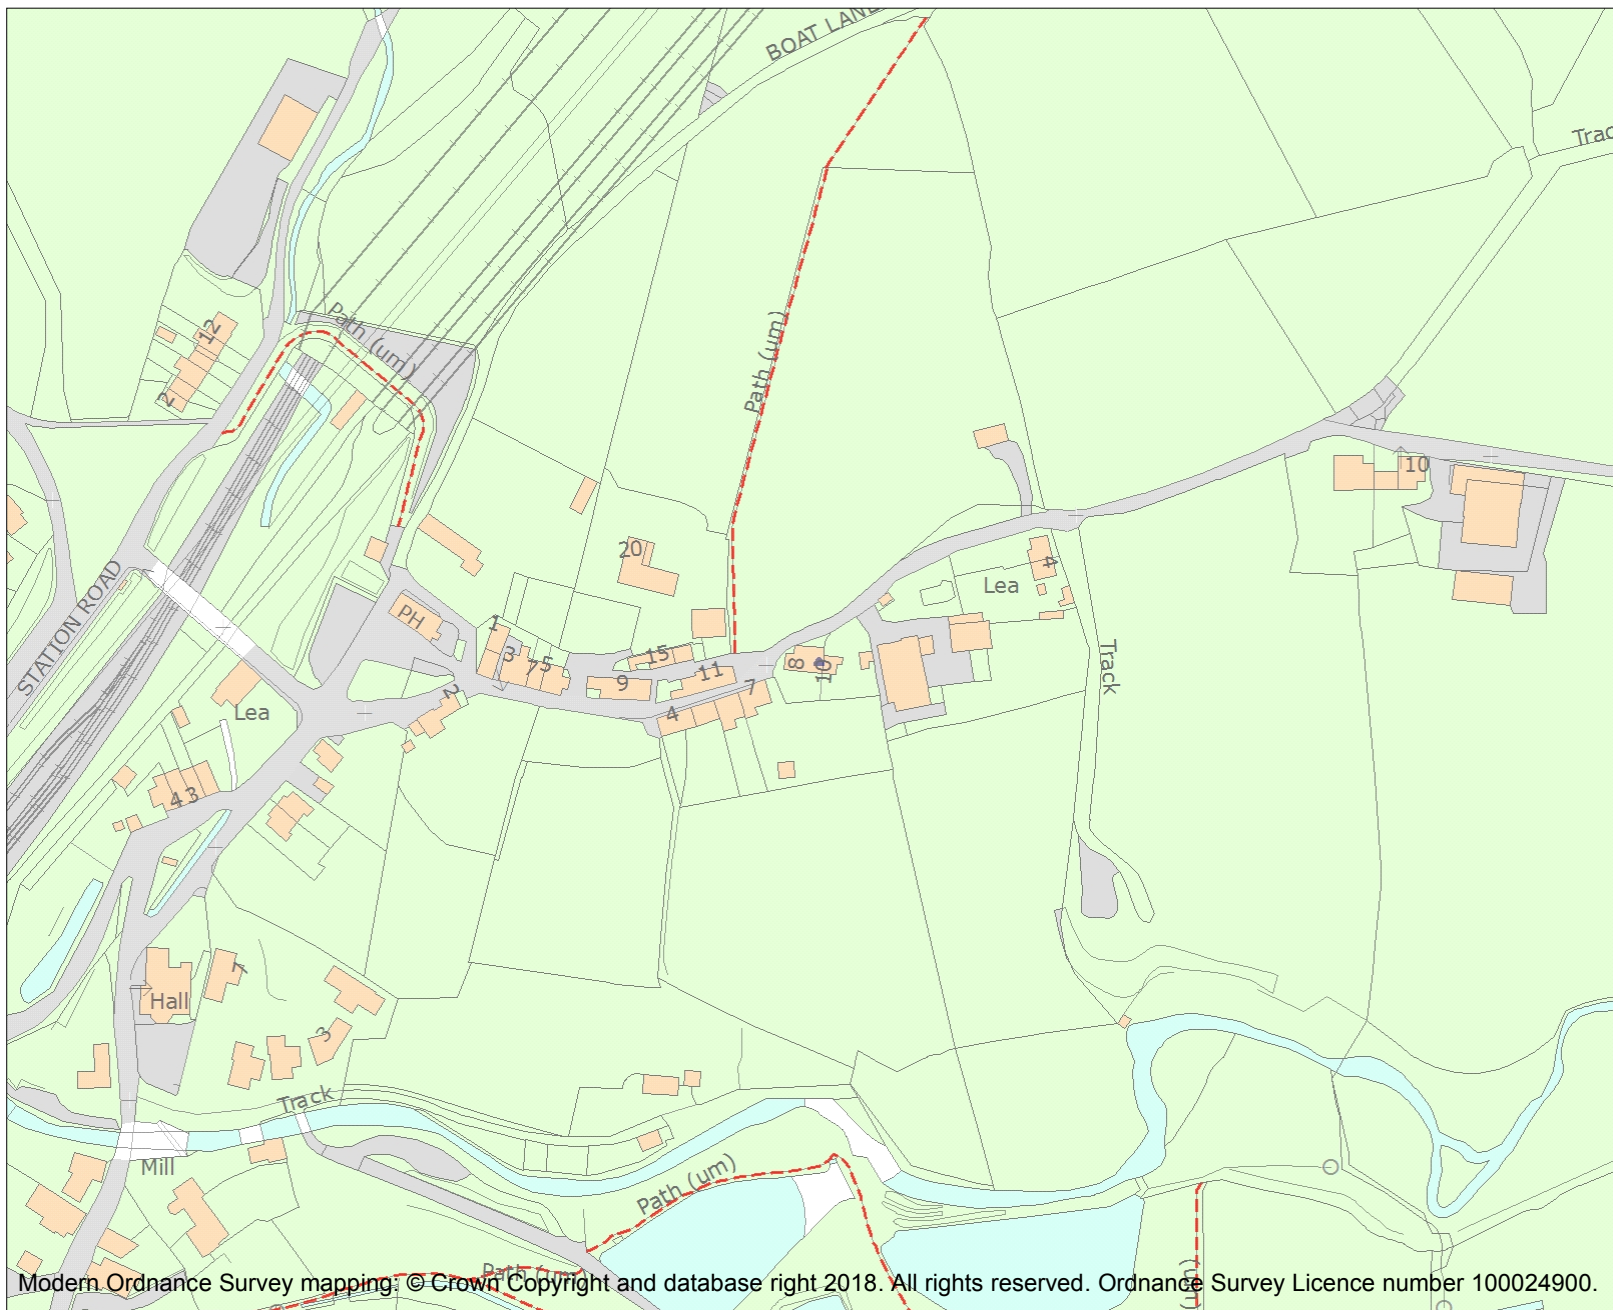 BOAT LANE
Trac
Path (um)
12
2
Path (um)
10
20
4
Lea
STATION ROAD
PH
1
3
7
5
15
9
11
8
10
7
4
2
Track
Lea
4 3
7
Hall
3
Track
Mill
Path (um)
Path (um)
(um)
Modern Ordnance Survey mapping: © Crown Copyright and database right 2018. All rights reserved. Ordnance Survey Licence number 100024900.